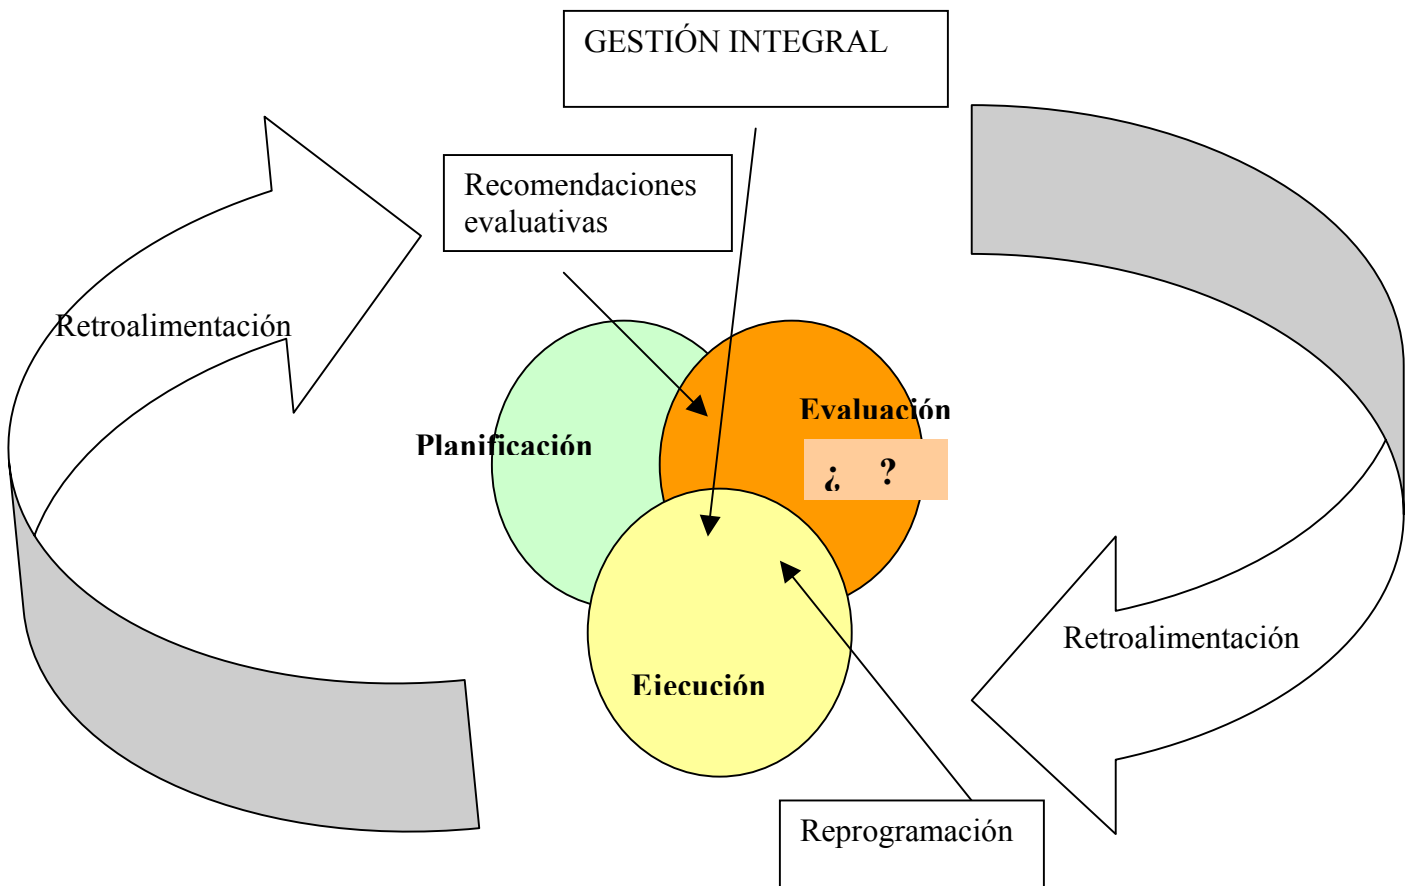 GESTIÓN INTEGRAL
Recomendaciones
evaluativas
Retroalimentación
Evaluación
Planificación
¿ ?
Retroalimentación
Ejecución
Reprogramación